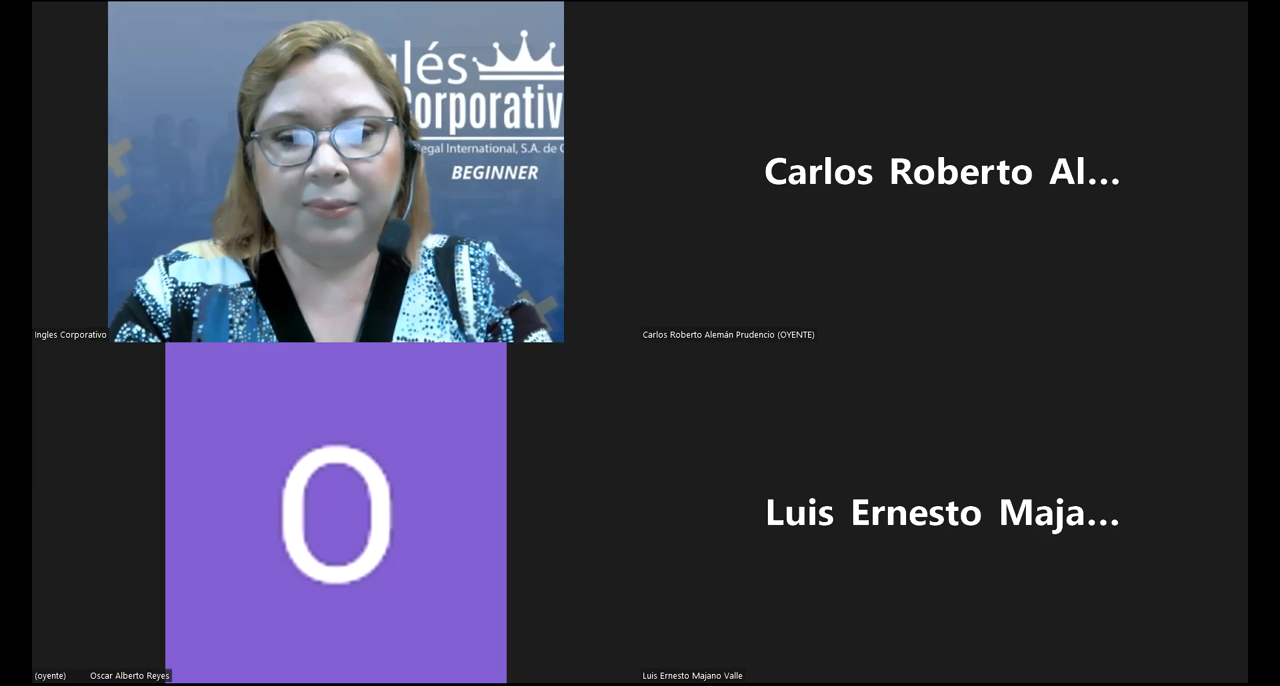 glés
Corporativ
egal International, S.A. de C
BEGINNER
Ingles Corporativo
Carlos Roberto Al...
Carlos Roberto Alemán Prudencio (OYENTE)
O
(oyente) Oscar Alberto Reyes
Luis Ernesto Maja...
Luis Ernesto Majano Valle